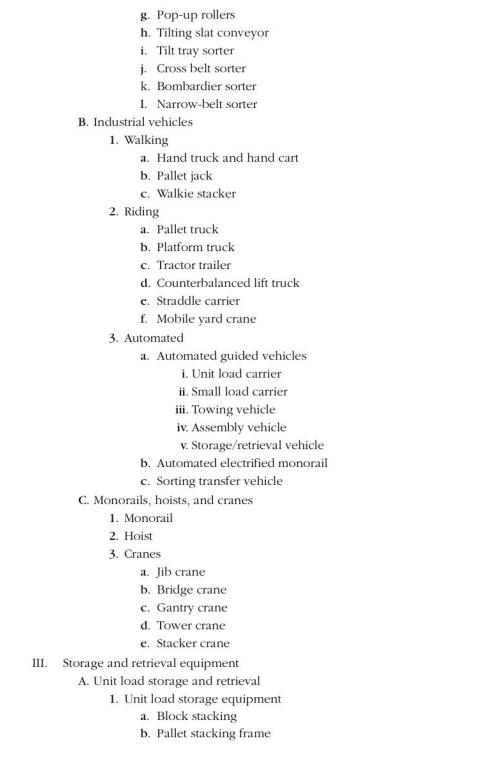 g. Pop-up rollers
h. Tilting slat conveyor
i. Tilt tray sorter
j. Cross belt sorter
k. Bombardier sorter
l. Narrow-belt sorter
B. Industrial vehicles
1. Walking
a. Hand truck and hand cart
b. Pallet jack
c. Walkie stacker
2. Riding
a. Pallet truck
b. Platform truck
c. Tractor trailer
d. Counterbalanced lift truck
e. Straddle carrier
f. Mobile yard crane
3. Automated
a. Automated guided vehicles
i. Unit load carrier
ii. Small load carrier
iii. Towing vehicle
iv. Assembly vehicle
v. Storage/retrieval vehicle
b. Automated electrified monorail
c. Sorting transfer vehicle
C. Monorails, hoists, and cranes
1. Monorail
2. Hoist
3. Cranes
a. Jib crane
b. Bridge crane
c. Gantry crane
d. Tower crane
e. Stacker crane
III. Storage and retrieval equipment
A. Unit load storage and retrieval
1. Unit load storage equipment
a. Block stacking
b. Pallet stacking frame